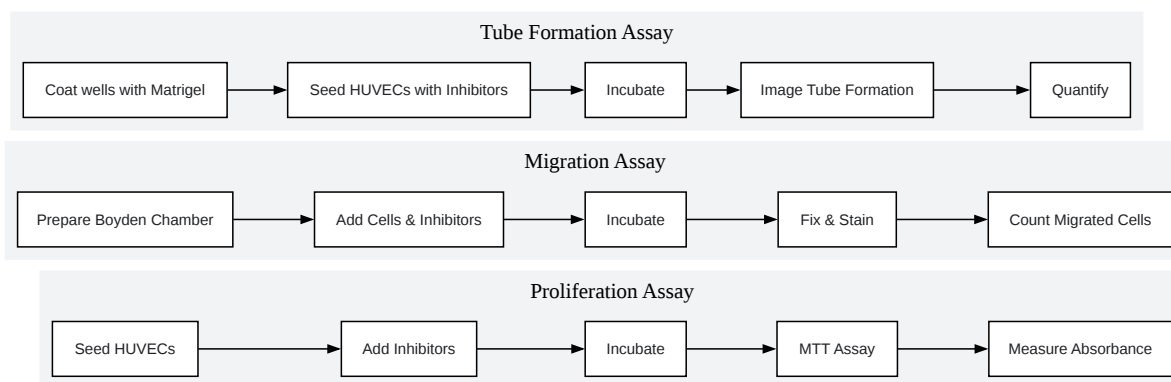 Tube Formation Assay
Coat wells with Matrigel
Seed HUVECs with Inhibitors
Incubate
Image Tube Formation
Quantify
Migration Assay
Prepare Boyden Chamber
Add Cells & Inhibitors
Incubate
Fix & Stain
Count Migrated Cells
Proliferation Assay
Seed HUVECs
Add Inhibitors
Incubate
MTT Assay
Measure Absorbance